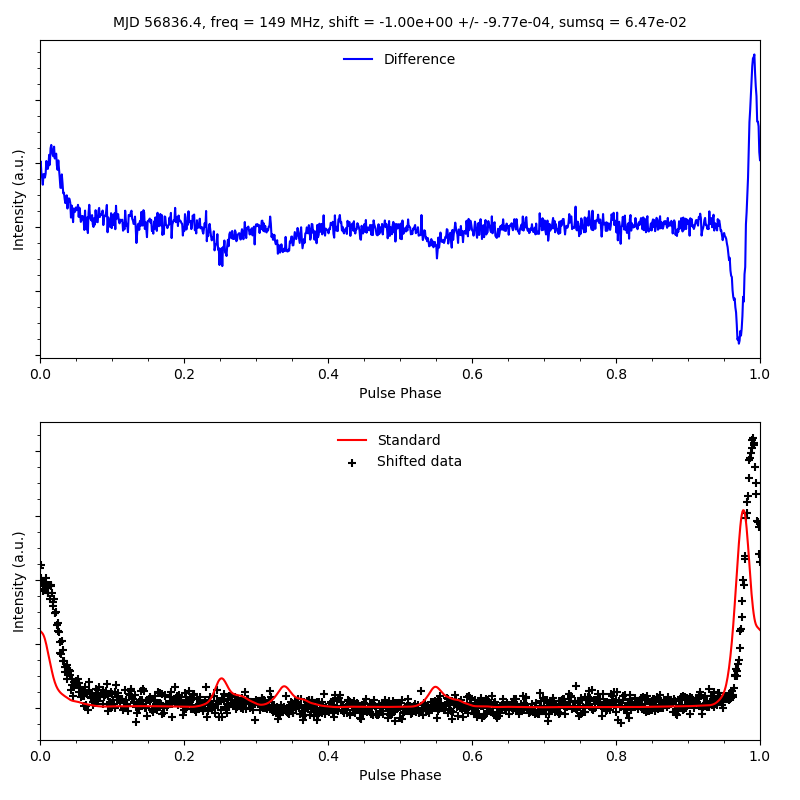 MJD 56836.4, freq = 149 MHz, shift = -1.00e+00 +/- -9.77e-04, sumsq = 6.47e-02
Difference
Intensity (a.u.)
0.0 0.2 0.4 0.6 0.8 1.0
Pulse Phase
Standard
Shifted data
Intensity (a.u.)
0.0 0.2 0.4 0.6 0.8 1.0
Pulse Phase